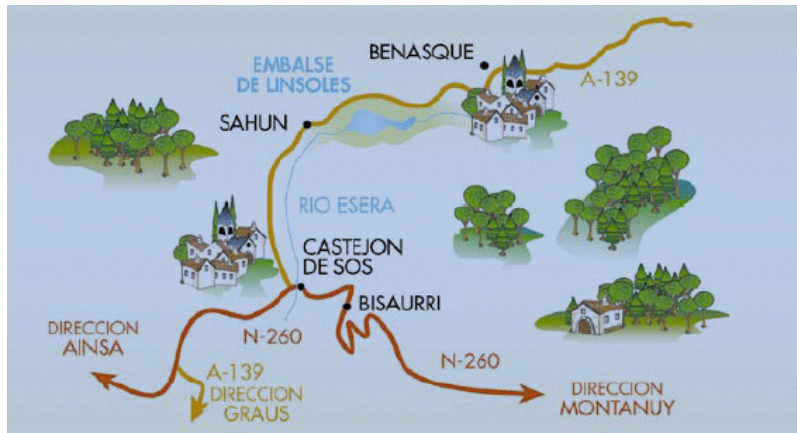 BENASQUE
EMBALSE
DE LINSOLES
A-139
SAHUN
RIO ESERA
CASTEJON
DE SOS
BISAURRI
DIRECCION
AINSA
N-260
N-260
A-139
DIRECCION
GRAUS
DIRECCION
MONTANUY